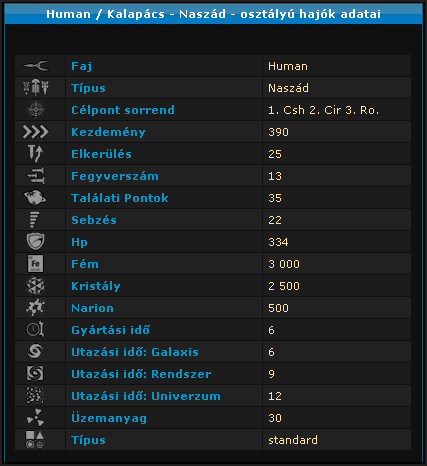 Human / Kalapács - Naszád - osztályú hajók adatai
Faj Human
Típus Naszád
Célpont sorrend 1. Csh 2. Cir 3. Ro.
Kezdemény 390
Elkerülés 25
Fegyverszám 13
Találati Pontok 35
Sebzés 22
Hp 334
Fe Fém 3 000
Kristály 2 500
Narion 500
Gyártási idő 6
Utazási idő: Galaxis 6
Utazási idő: Rendszer 9
Utazási idő: Univerzum 12
Üzemanyag 30
Típus standard